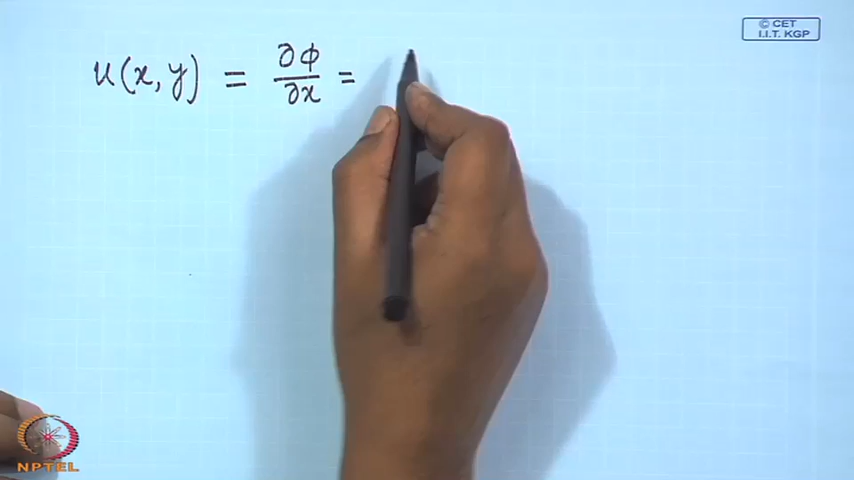 © CET
I.I.T. KGP
u(x, y) = ∂φ/∂x =
NPTEL